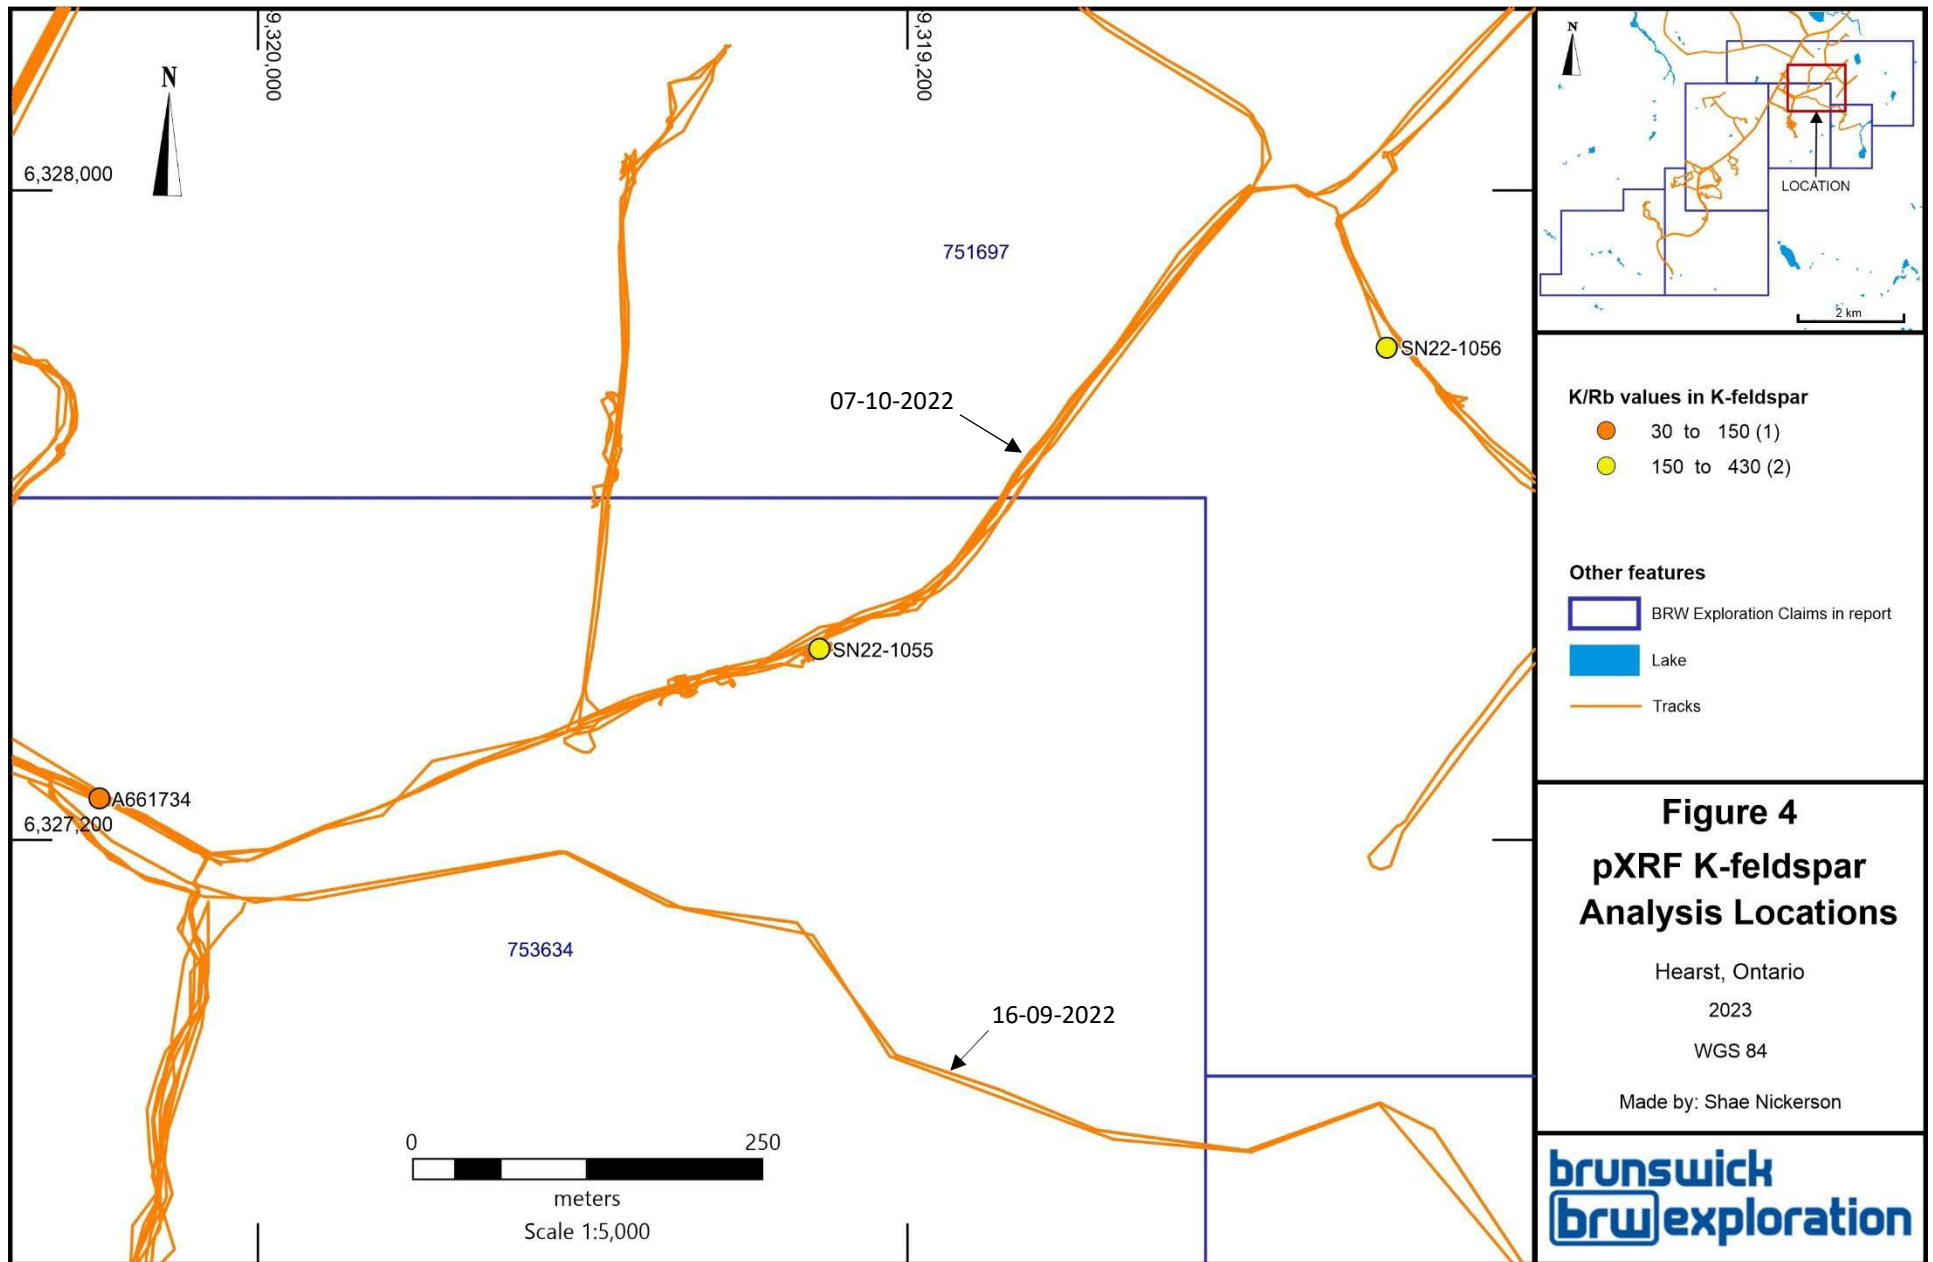 9,320,000
9,319,200
N
6,328,000
751697
SN22-1056
07-10-2022
SN22-1055
A661734
6,327,200
753634
16-09-2022
0 250
meters
Scale 1:5,000
N
LOCATION
2 km
K/Rb values in K-feldspar
30 to 150 (1)
150 to 430 (2)
Other features
BRW Exploration Claims in report
Lake
Tracks
Figure 4
pXRF K-feldspar
Analysis Locations
Hearst, Ontario
2023
WGS 84
Made by: Shae Nickerson
brunswick
brw exploration